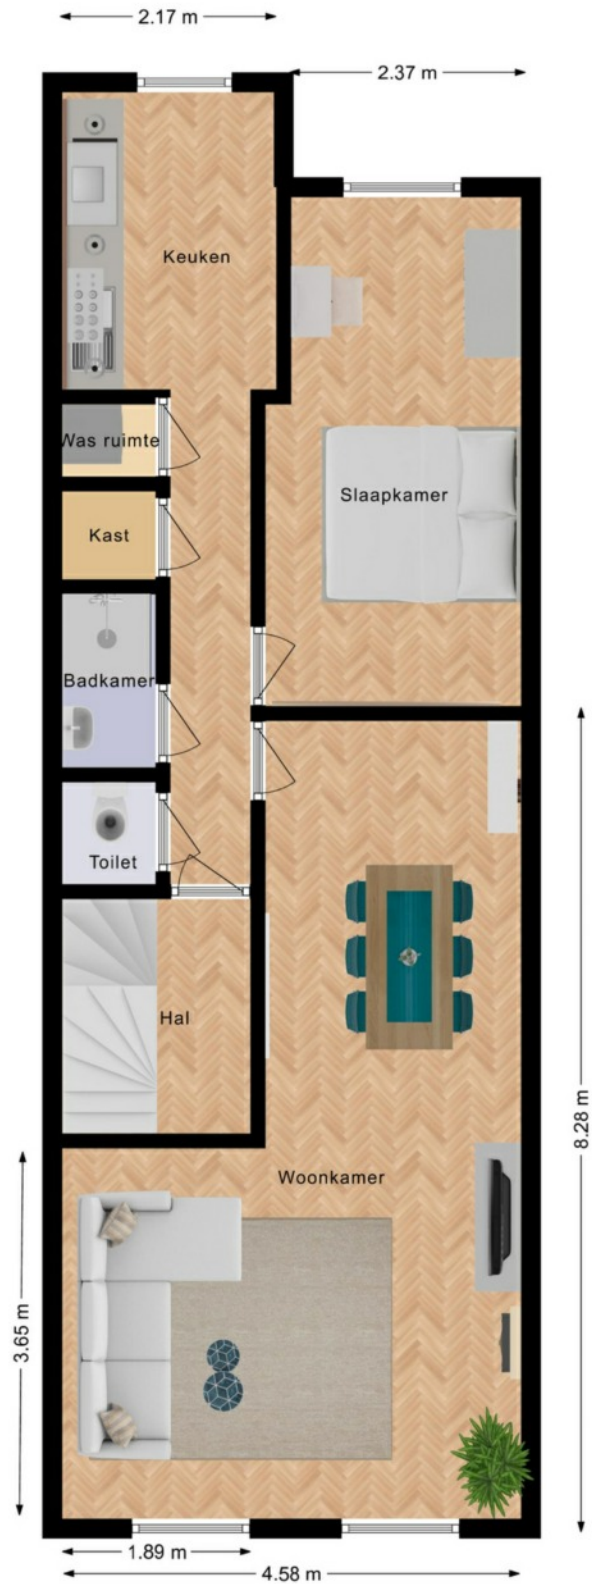 2.17 m
2.37 m
Keuken
Was ruimte
Kast
Slaapkamer
Badkamer
Toilet
Hal
8.28 m
Woonkamer
3.65 m
1.89 m
4.58 m